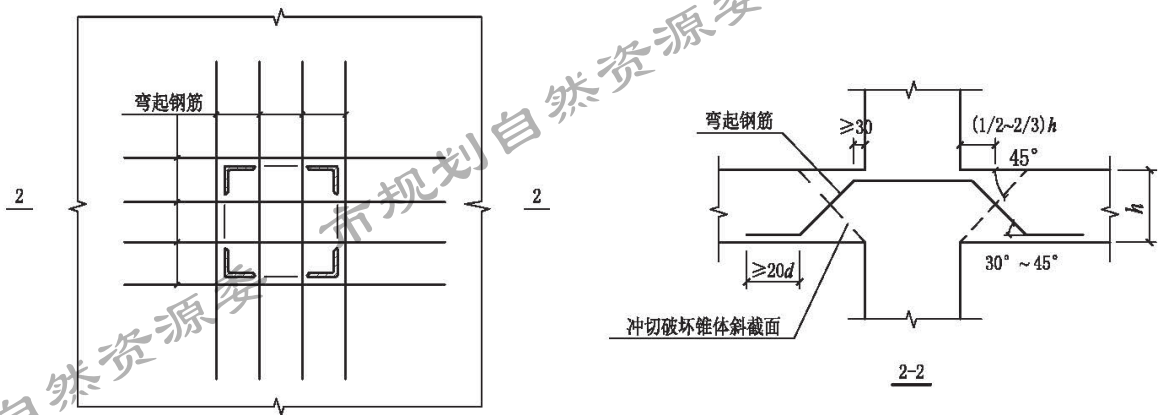 弯起钢筋
2
2
弯起钢筋
≥30
(1/2~2/3)h
45°
h
≥20d
30° ~45°
冲切破坏锥体斜截面
2-2
市规划自然资源委
自然资源委